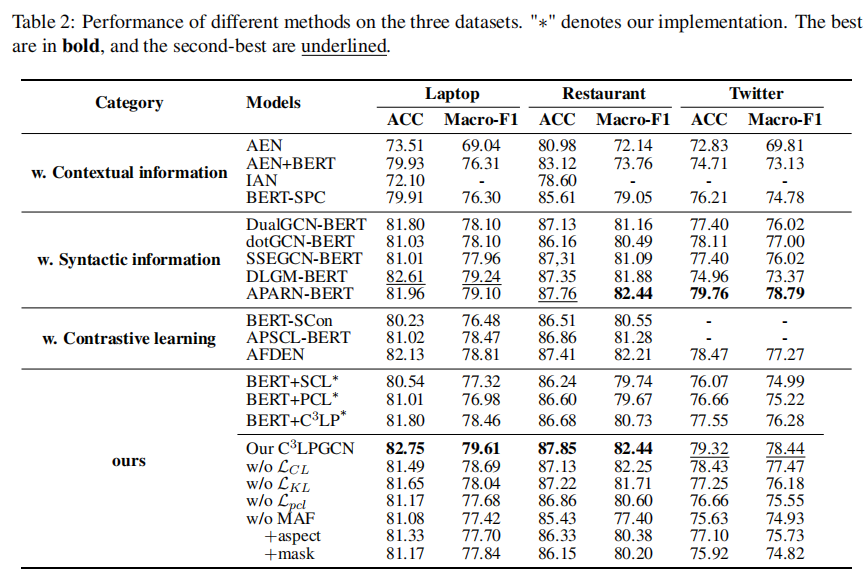 Table 2: Performance of different methods on the three datasets. "∗" denotes our implementation. The best
are in bold, and the second-best are underlined.
Category Models Laptop Restaurant Twitter
ACC Macro-F1 ACC Macro-F1 ACC Macro-F1
w. Contextual information
AEN 73.51 69.04 80.98 72.14 72.83 69.81
AEN+BERT 79.93 76.31 83.12 73.76 74.71 73.13
IAN 72.10 - 78.60 - - -
BERT-SPC 79.91 76.30 85.61 79.05 76.21 74.78
w. Syntactic information
DualGCN-BERT 81.80 78.10 87.13 81.16 77.40 76.02
dotGCN-BERT 81.03 78.10 86.16 80.49 78.11 77.00
SSEGCN-BERT 81.01 77.96 87,31 81.09 77.40 76.02
DLGM-BERT 82.61 79.24 87.35 81.88 74.96 73.37
APARN-BERT 81.96 79.10 87.76 82.44 79.76 78.79
w. Contrastive learning
BERT-SCon 80.23 76.48 86.51 80.55 - -
APSCL-BERT 81.02 78.47 86.86 81.28 - -
AFDEN 82.13 78.81 87.41 82.21 78.47 77.27
ours
BERT+SCL* 80.54 77.32 86.24 79.74 76.07 74.99
BERT+PCL* 81.01 76.98 86.60 79.67 76.66 75.22
BERT+C³LP* 81.80 78.46 86.68 80.73 77.55 76.28
Our C³LPGCN 82.75 79.61 87.85 82.44 79.32 78.44
w/o ℒCL 81.49 78.69 87.13 82.25 78.43 77.47
w/o ℒKL 81.65 78.04 87.22 81.71 77.25 76.18
w/o ℒpcl 81.17 77.68 86.86 80.60 76.66 75.55
w/o MAF 81.08 77.42 85.43 77.40 75.63 74.93
+aspect 81.33 77.70 86.33 80.38 77.10 75.73
+mask 81.17 77.84 86.15 80.20 75.92 74.82